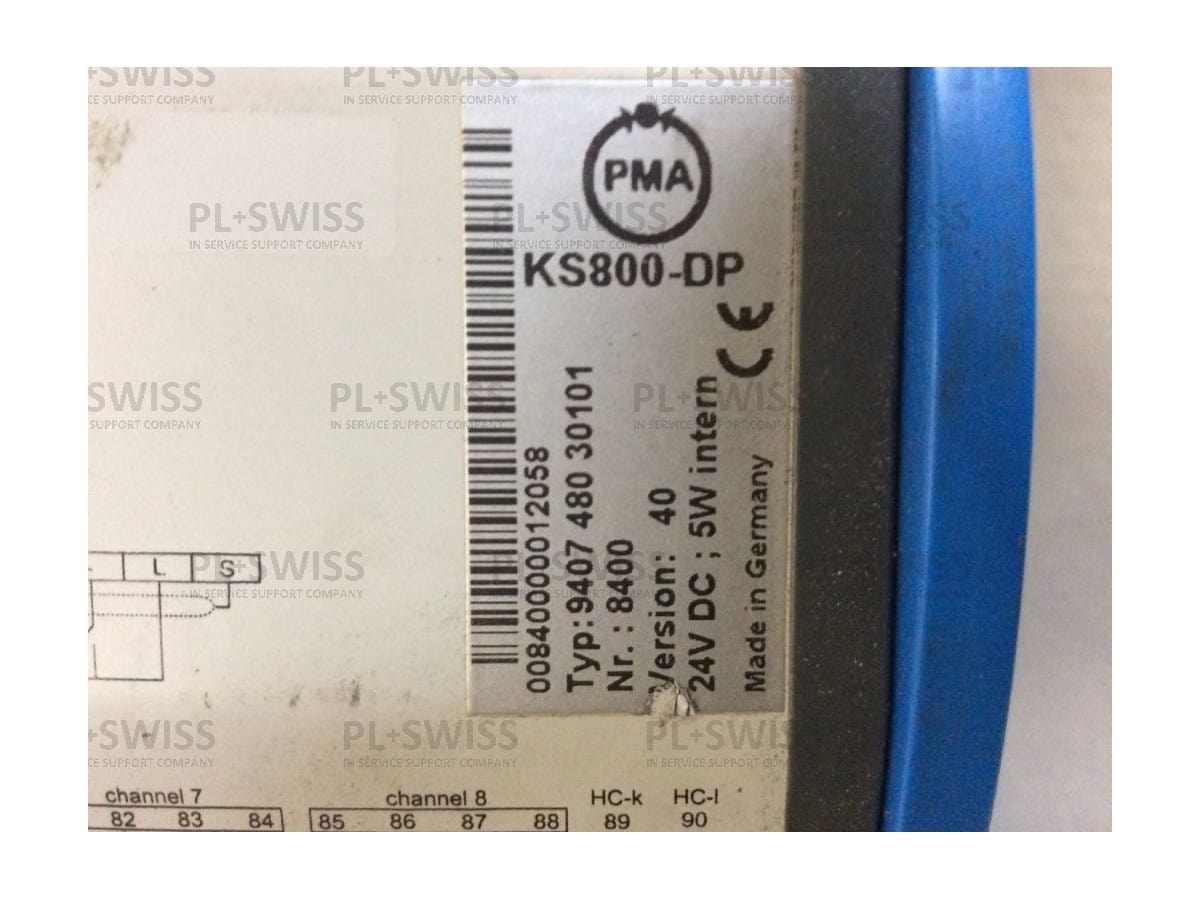 PMA
KS800-DP
CE
008400000012058
Typ: 9407 480 30101
Nr. : 8400
Version: 40
24V DC ; 5W intern
Made in Germany
L S
channel 7 channel 8 HC-k HC-l
82 83 84 85 86 87 88 89 90
PL+SWISS
IN SERVICE SUPPORT COMPANY